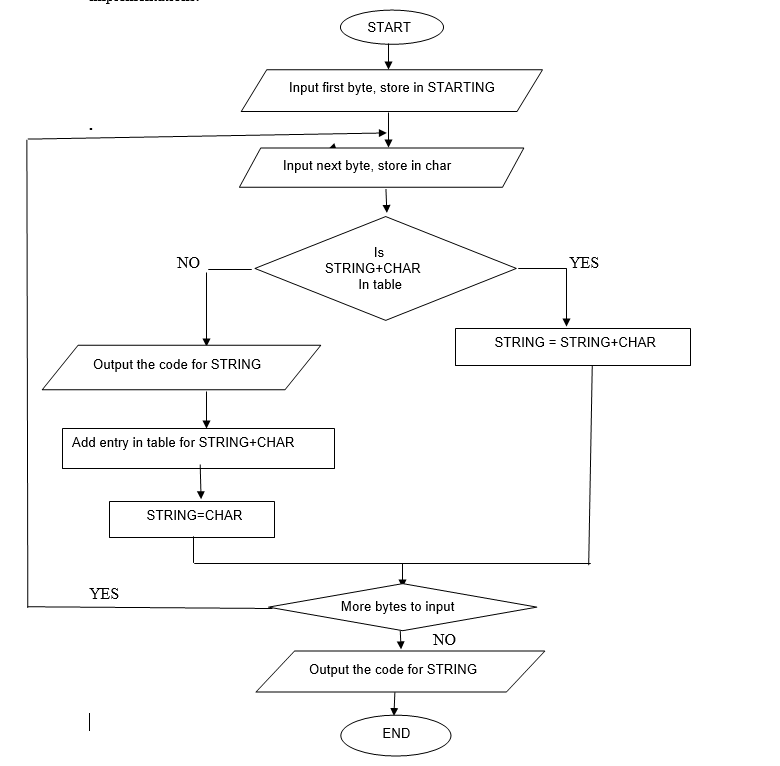 START
Input first byte, store in STARTING
.
Input next byte, store in char
Is
STRING+CHAR
In table
NO
YES
STRING = STRING+CHAR
Output the code for STRING
Add entry in table for STRING+CHAR
STRING=CHAR
YES
More bytes to input
NO
Output the code for STRING
END